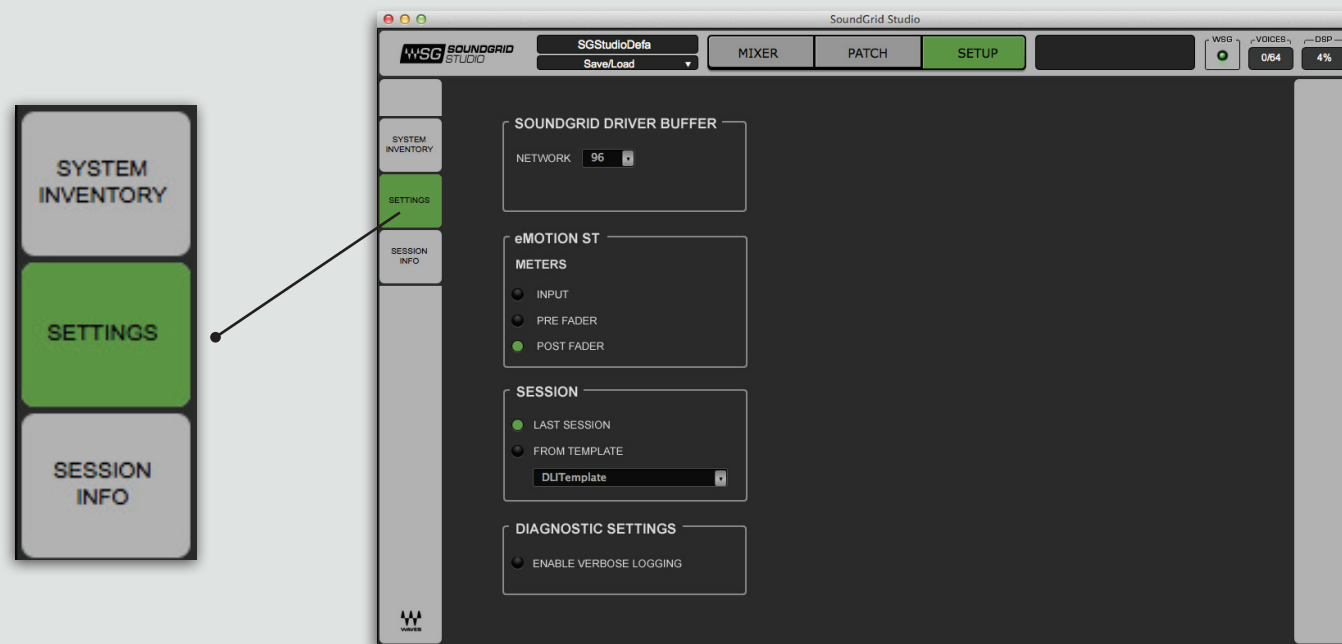 SYSTEM
INVENTORY
SETTINGS
SESSION
INFO
SoundGrid Studio
WSG SOUNDGRID
STUDIO
SGStudioDefa
Save/Load
MIXER
PATCH
SETUP
WSG
VOICES
0/64
DSP
4%
SYSTEM
INVENTORY
SETTINGS
SESSION
INFO
WAVES
SOUNDGRID DRIVER BUFFER
NETWORK 96
eMOTION ST
METERS
INPUT
PRE FADER
POST FADER
SESSION
LAST SESSION
FROM TEMPLATE
DLITemplate
DIAGNOSTIC SETTINGS
ENABLE VERBOSE LOGGING